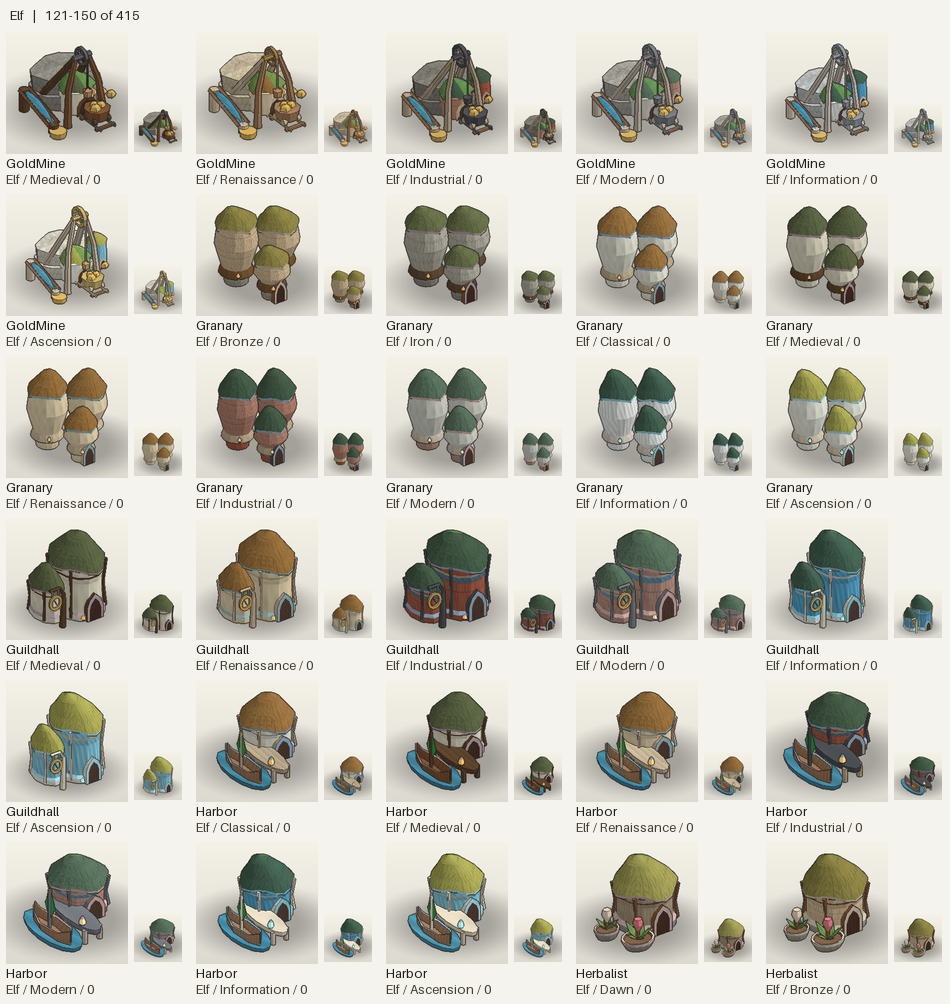 Elf | 121-150 of 415
GoldMine GoldMine GoldMine GoldMine GoldMine
Elf / Medieval / 0 Elf / Renaissance / 0 Elf / Industrial / 0 Elf / Modern / 0 Elf / Information / 0
GoldMine Granary Granary Granary Granary
Elf / Ascension / 0 Elf / Bronze / 0 Elf / Iron / 0 Elf / Classical / 0 Elf / Medieval / 0
Granary Granary Granary Granary Granary
Elf / Renaissance / 0 Elf / Industrial / 0 Elf / Modern / 0 Elf / Information / 0 Elf / Ascension / 0
Guildhall Guildhall Guildhall Guildhall Guildhall
Elf / Medieval / 0 Elf / Renaissance / 0 Elf / Industrial / 0 Elf / Modern / 0 Elf / Information / 0
Guildhall Harbor Harbor Harbor Harbor
Elf / Ascension / 0 Elf / Classical / 0 Elf / Medieval / 0 Elf / Renaissance / 0 Elf / Industrial / 0
Harbor Harbor Harbor Herbalist Herbalist
Elf / Modern / 0 Elf / Information / 0 Elf / Ascension / 0 Elf / Dawn / 0 Elf / Bronze / 0